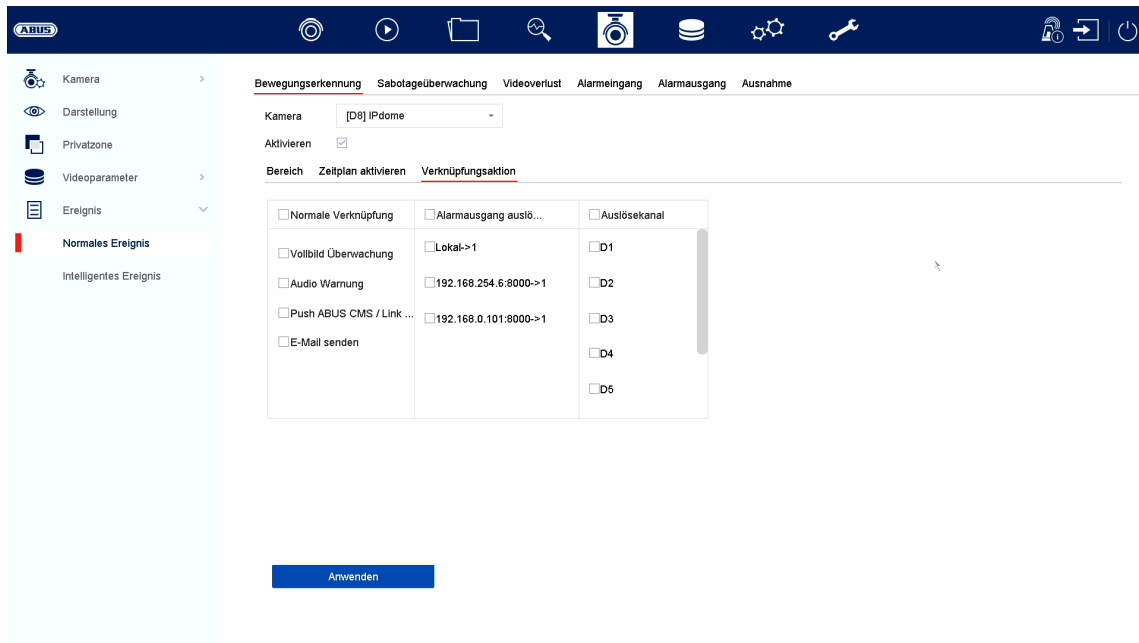 ABUS
Kamera
Darstellung
Privatzone
Videoparameter
Ereignis
Normales Ereignis
Intelligentes Ereignis
Bewegungserkennung Sabotageüberwachung Videoverlust Alarmeingang Alarmausgang Ausnahme
Kamera [D8] IPdome
Aktivieren
Bereich Zeitplan aktivieren Verknüpfungsaktion
Normale Verknüpfung Alarmausgang auslö... Auslösekanal
Vollbild Überwachung
Audio Warnung
Push ABUS CMS / Link ...
E-Mail senden
Lokal->1
192.168.254.6:8000->1
192.168.0.101:8000->1
D1
D2
D3
D4
D5
Anwenden